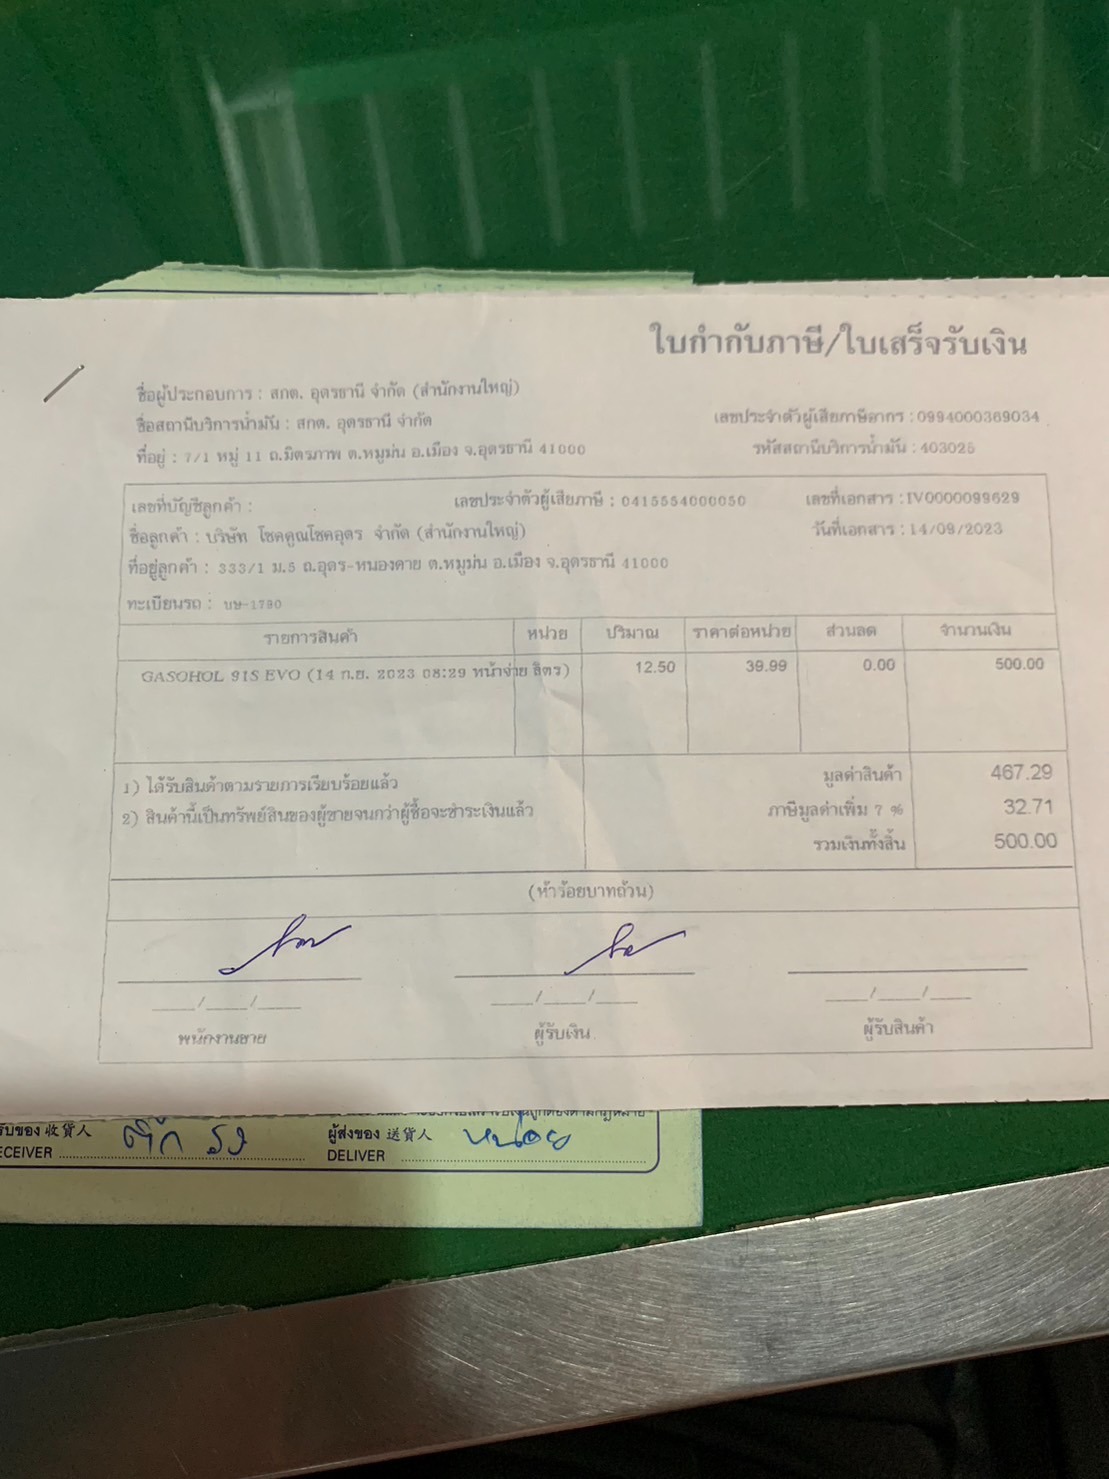 ใบกำกับภาษี/ใบเสร็จรับเงิน
ชื่อผู้ประกอบการ : สกต. อุดรธานี จำกัด (สำนักงานใหญ่)
ชื่อสถานีบริการน้ำมัน : สกต. อุดรธานี จำกัด
เลขประจำตัวผู้เสียภาษีอากร : 0994000369034
ที่อยู่ : 7/1 หมู่ 11 ถ.มิตรภาพ ต.หมูม่น อ.เมือง จ.อุดรธานี 41000
รหัสสถานีบริการน้ำมัน : 403025
เลขที่บัญชีลูกค้า : เลขประจำตัวผู้เสียภาษี : 0415554000050 เลขที่เอกสาร : IV0000099629
ชื่อลูกค้า : บริษัท โชคคูณโชคอุดร จำกัด (สำนักงานใหญ่) วันที่เอกสาร : 14/09/2023
ที่อยู่ลูกค้า : 333/1 ม.5 ถ.อุดร-หนองคาย ต.หมูม่น อ.เมือง จ.อุดรธานี 41000
ทะเบียนรถ : บษ-1790
รายการสินค้า หน่วย ปริมาณ ราคาต่อหน่วย ส่วนลด จำนวนเงิน
GASOHOL 91S EVO (14 ก.ย. 2023 08:29 หน้าจ่าย ลิตร) 12.50 39.99 0.00 500.00
1) ได้รับสินค้าตามรายการเรียบร้อยแล้ว มูลค่าสินค้า 467.29
2) สินค้านี้เป็นทรัพย์สินของผู้ขายจนกว่าผู้ซื้อจะชำระเงินแล้ว ภาษีมูลค่าเพิ่ม 7 % 32.71
รวมเงินทั้งสิ้น 500.00
(ห้าร้อยบาทถ้วน)
___/___/___ ___/___/___ ___/___/___
พนักงานขาย ผู้รับเงิน ผู้รับสินค้า
รับของ 收貨人 ผู้ส่งของ 送貨人 หน่อย
RECEIVER DELIVER